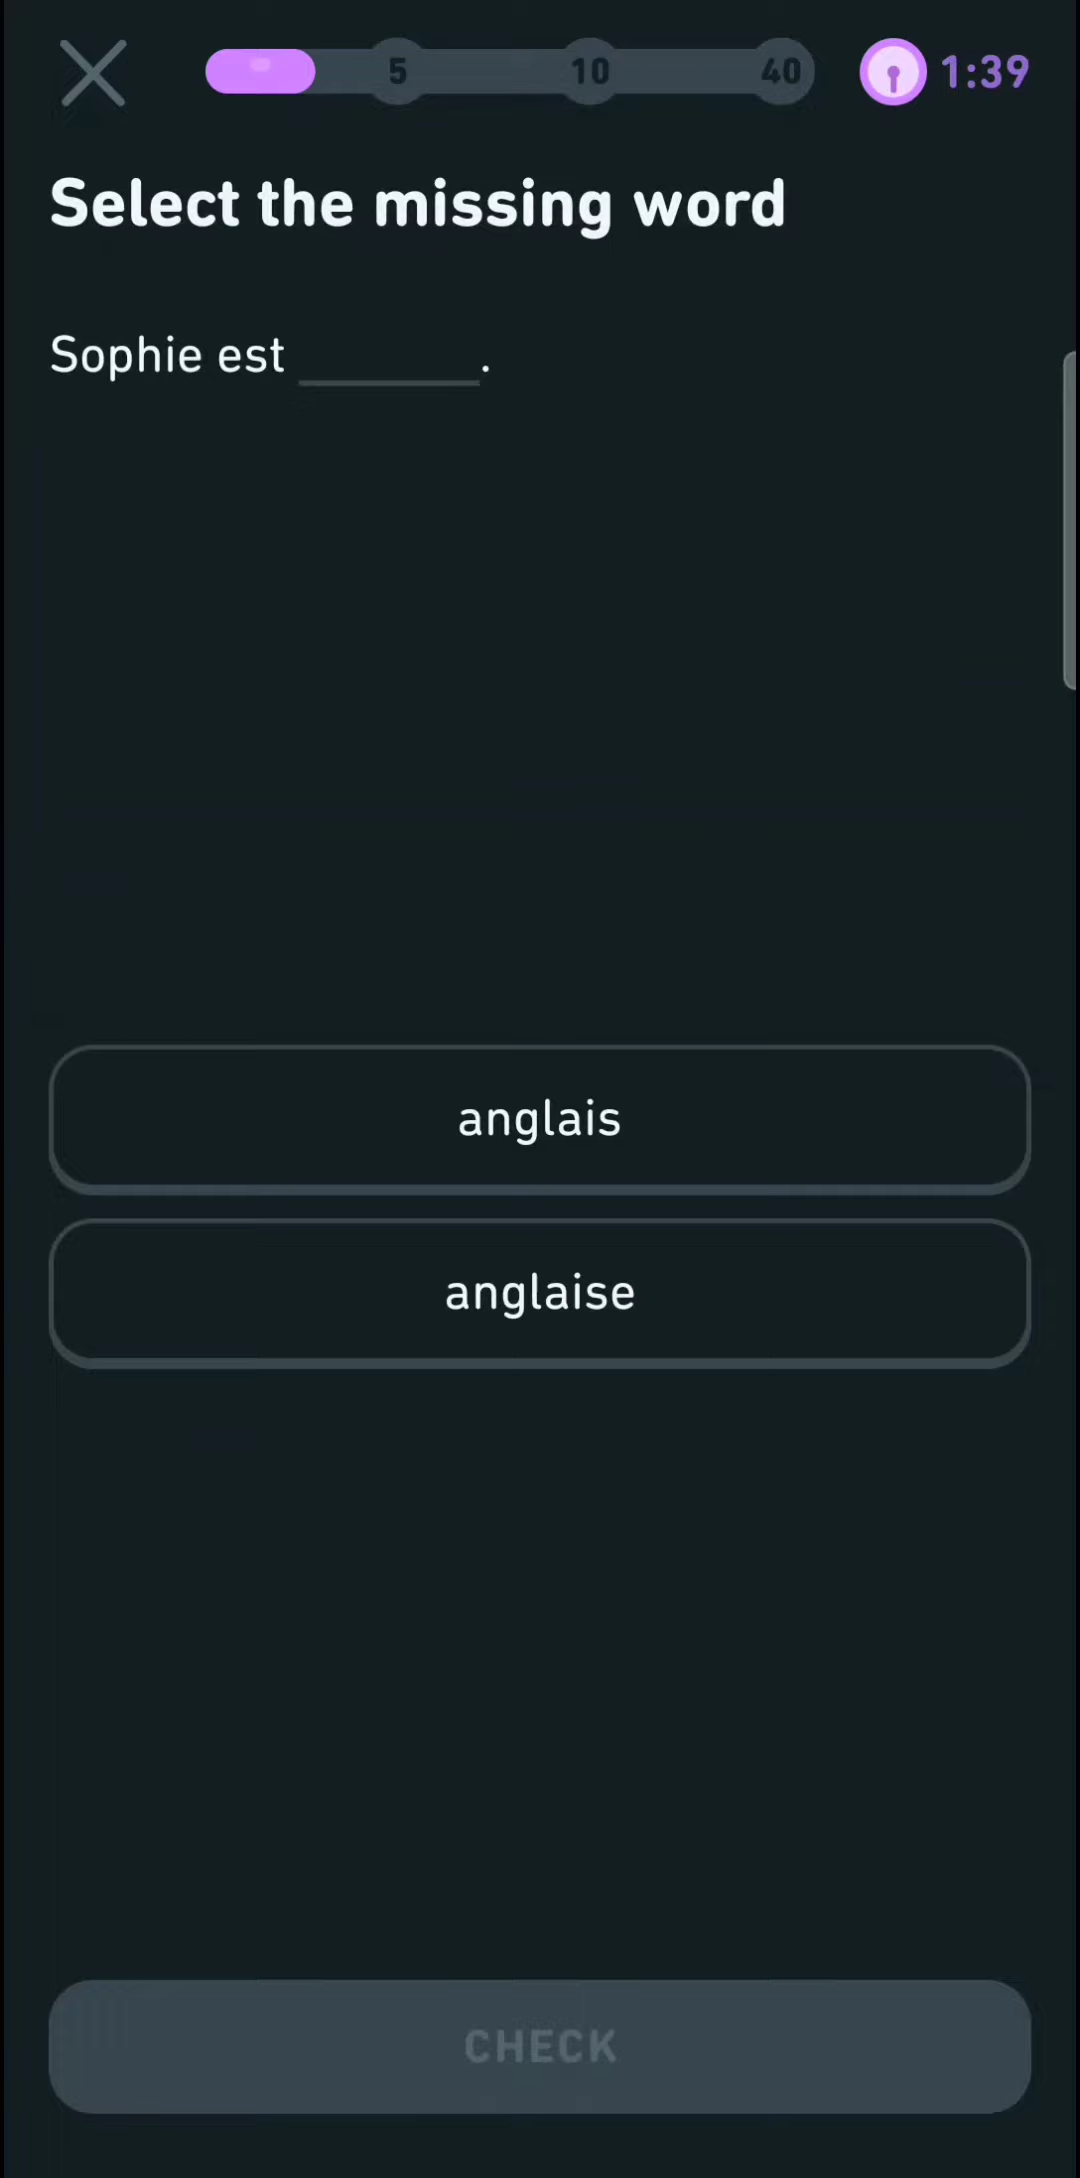 5 10 40 1:39
Select the missing word
Sophie est ______.
anglais
anglaise
CHECK